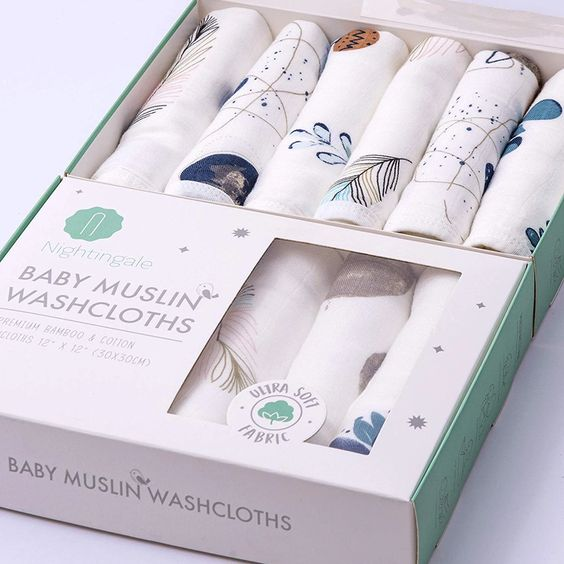 Nightingale
BABY MUSLIN
WASHCLOTHS
PREMIUM BAMBOO & COTTON
CLOTHS 12" X 12" (30X30CM)
ULTRA SOFT
FABRIC
BABY MUSLIN WASHCLOTHS